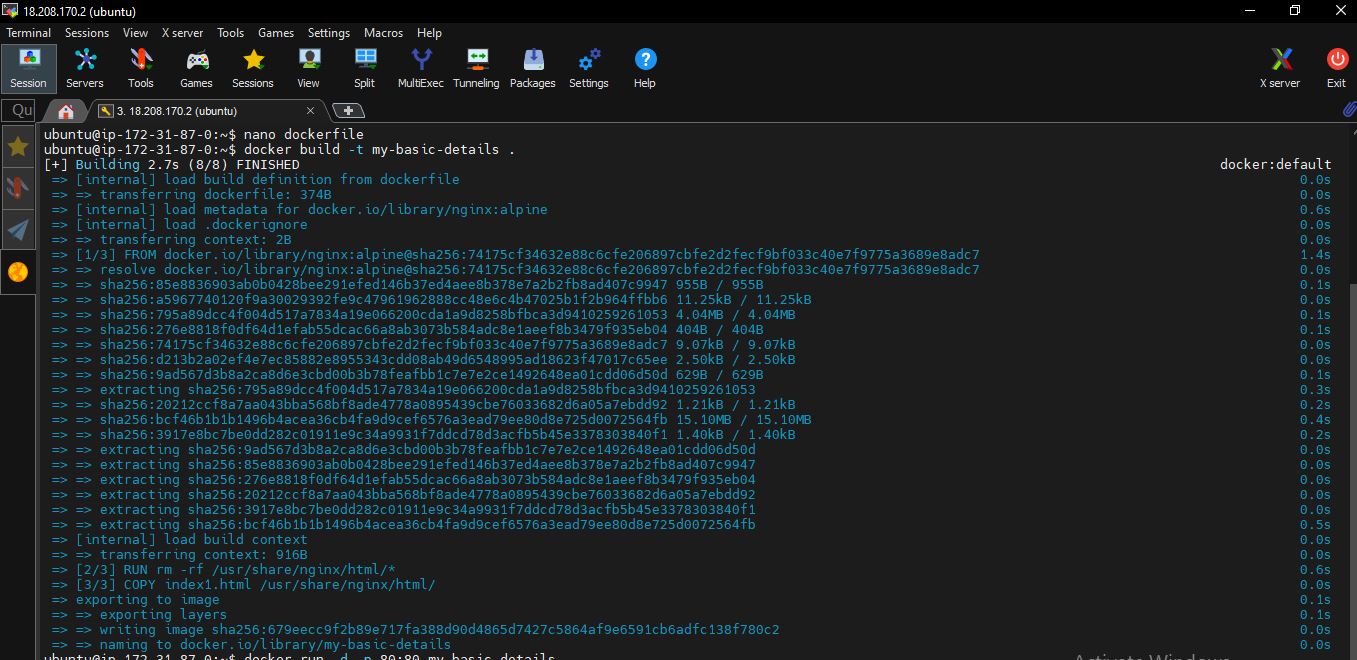 18.208.170.2 (ubuntu)
Terminal Sessions View X server Tools Games Settings Macros Help
Session Servers Tools Games Sessions View Split MultiExec Tunneling Packages Settings Help X server Exit
Qu 3. 18.208.170.2 (ubuntu)
ubuntu@ip-172-31-87-0:~$ nano dockerfile
ubuntu@ip-172-31-87-0:~$ docker build -t my-basic-details .
[+] Building 2.7s (8/8) FINISHED docker:default
=> [internal] load build definition from dockerfile 0.0s
=> => transferring dockerfile: 374B 0.0s
=> [internal] load metadata for docker.io/library/nginx:alpine 0.6s
=> [internal] load .dockerignore 0.0s
=> => transferring context: 2B 0.0s
=> [1/3] FROM docker.io/library/nginx:alpine@sha256:74175cf34632e88c6cfe206897cbfe2d2fecf9bf033c40e7f9775a3689e8adc7 1.4s
=> => resolve docker.io/library/nginx:alpine@sha256:74175cf34632e88c6cfe206897cbfe2d2fecf9bf033c40e7f9775a3689e8adc7 0.0s
=> => sha256:85e8836903ab0b0428bee291efed146b37ed4aee8b378e7a2b2fb8ad407c9947 955B / 955B 0.1s
=> => sha256:a5967740120f9a30029392fe9c47961962888cc48e6c4b47025b1f2b964ffbb6 11.25kB / 11.25kB 0.0s
=> => sha256:795a89dcc4f004d517a7834a19e066200cda1a9d8258bfbca3d9410259261053 4.04MB / 4.04MB 0.1s
=> => sha256:276e8818f0df64d1efab55dcac66a8ab3073b584adc8e1aeef8b3479f935eb04 404B / 404B 0.1s
=> => sha256:74175cf34632e88c6cfe206897cbfe2d2fecf9bf033c40e7f9775a3689e8adc7 9.07kB / 9.07kB 0.0s
=> => sha256:d213b2a02ef4e7ec85882e8955343cdd08ab49d6548995ad18623f47017c65ee 2.50kB / 2.50kB 0.0s
=> => sha256:9ad567d3b8a2ca8d6e3cbd00b3b78feafbb1c7e7e2ce1492648ea01cdd06d50d 629B / 629B 0.1s
=> => extracting sha256:795a89dcc4f004d517a7834a19e066200cda1a9d8258bfbca3d9410259261053 0.3s
=> => sha256:20212ccf8a7aa043bba568bf8ade4778a0895439cbe76033682d6a05a7ebdd92 1.21kB / 1.21kB 0.2s
=> => sha256:bcf46b1b1b1496b4acea36cb4fa9d9cef6576a3ead79ee80d8e725d0072564fb 15.10MB / 15.10MB 0.4s
=> => sha256:3917e8bc7be0dd282c01911e9c34a9931f7ddcd78d3acfb5b45e3378303840f1 1.40kB / 1.40kB 0.2s
=> => extracting sha256:9ad567d3b8a2ca8d6e3cbd00b3b78feafbb1c7e7e2ce1492648ea01cdd06d50d 0.0s
=> => extracting sha256:85e8836903ab0b0428bee291efed146b37ed4aee8b378e7a2b2fb8ad407c9947 0.0s
=> => extracting sha256:276e8818f0df64d1efab55dcac66a8ab3073b584adc8e1aeef8b3479f935eb04 0.0s
=> => extracting sha256:20212ccf8a7aa043bba568bf8ade4778a0895439cbe76033682d6a05a7ebdd92 0.0s
=> => extracting sha256:3917e8bc7be0dd282c01911e9c34a9931f7ddcd78d3acfb5b45e3378303840f1 0.0s
=> => extracting sha256:bcf46b1b1b1496b4acea36cb4fa9d9cef6576a3ead79ee80d8e725d0072564fb 0.5s
=> [internal] load build context 0.0s
=> => transferring context: 916B 0.0s
=> [2/3] RUN rm -rf /usr/share/nginx/html/* 0.6s
=> [3/3] COPY index1.html /usr/share/nginx/html/ 0.0s
=> exporting to image 0.1s
=> => exporting layers 0.1s
=> => writing image sha256:679eecc9f2b89e717fa388d90d4865d7427c5864af9e6591cb6adfc138f780c2 0.0s
=> => naming to docker.io/library/my-basic-details 0.0s
ubuntu@ip-172-31-87-0:~$ docker run -d -p 80:80 my-basic-details
Activate Windows